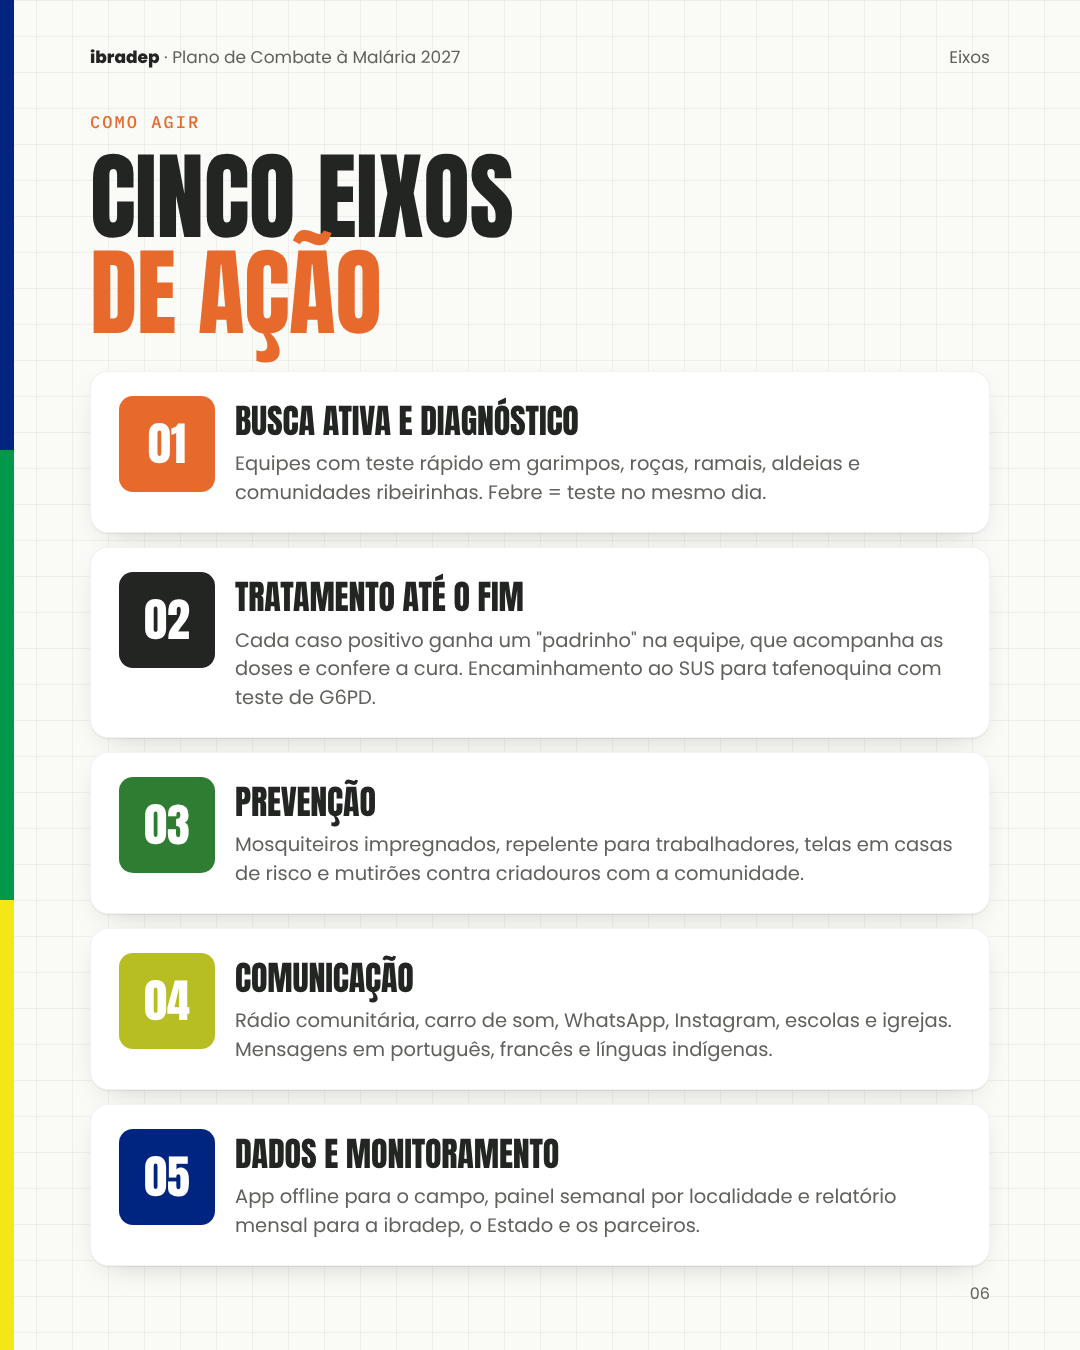 ibradep · Plano de Combate à Malária 2027
Eixos
COMO AGIR
CINCO EIXOS
DE AÇÃO
01
BUSCA ATIVA E DIAGNÓSTICO
Equipes com teste rápido em garimpos, roças, ramais, aldeias e
comunidades ribeirinhas. Febre = teste no mesmo dia.
02
TRATAMENTO ATÉ O FIM
Cada caso positivo ganha um "padrinho" na equipe, que acompanha as
doses e confere a cura. Encaminhamento ao SUS para tafenoquina com
teste de G6PD.
03
PREVENÇÃO
Mosquiteiros impregnados, repelente para trabalhadores, telas em casas
de risco e mutirões contra criadouros com a comunidade.
04
COMUNICAÇÃO
Rádio comunitária, carro de som, WhatsApp, Instagram, escolas e igrejas.
Mensagens em português, francês e línguas indígenas.
05
DADOS E MONITORAMENTO
App offline para o campo, painel semanal por localidade e relatório
mensal para a ibradep, o Estado e os parceiros.
06